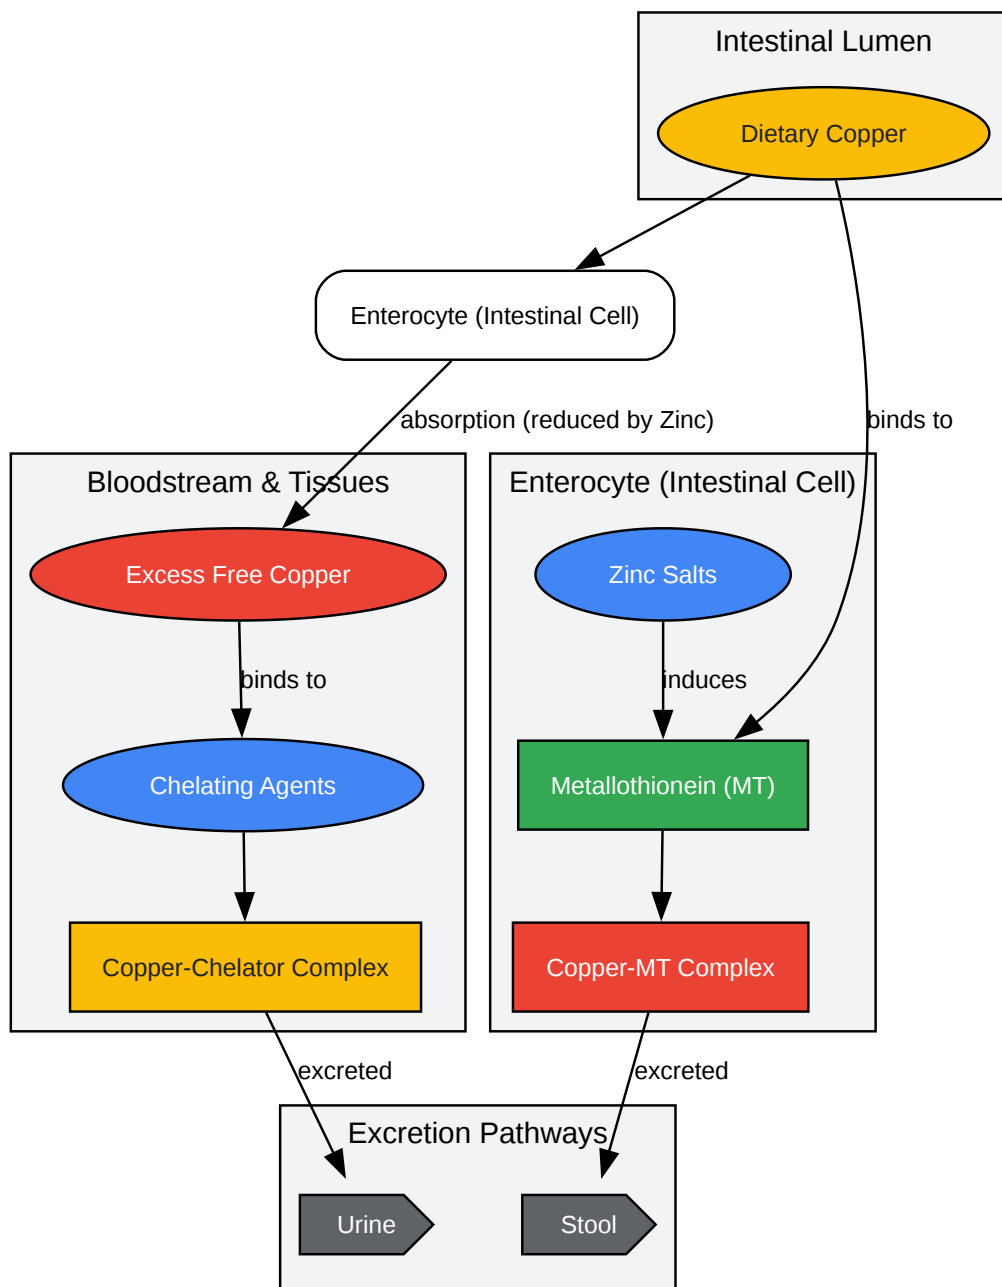 Intestinal Lumen
Dietary Copper
Enterocyte (Intestinal Cell)
absorption (reduced by Zinc)
binds to
Bloodstream & Tissues
Excess Free Copper
binds to
Chelating Agents
Copper-Chelator Complex
excreted
Enterocyte (Intestinal Cell)
Zinc Salts
induces
Metallothionein (MT)
Copper-MT Complex
excreted
Excretion Pathways
Urine
Stool